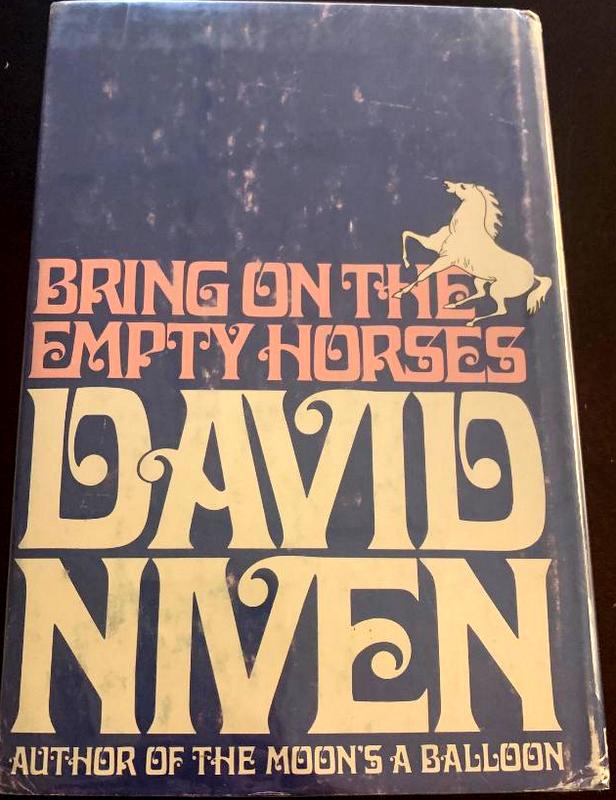 BRING ON THE
EMPTY HORSES
DAVID
NIVEN
AUTHOR OF THE MOON'S A BALLOON